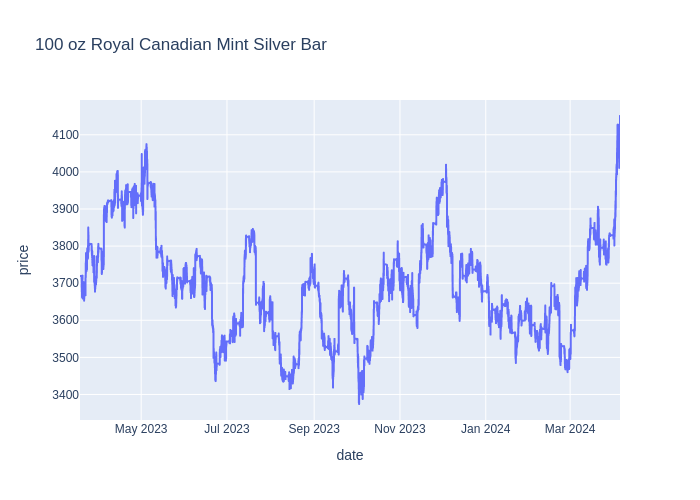 100 oz Royal Canadian Mint Silver Bar
price
4100
4000
3900
3800
3700
3600
3500
3400
May 2023 Jul 2023 Sep 2023 Nov 2023 Jan 2024 Mar 2024
date